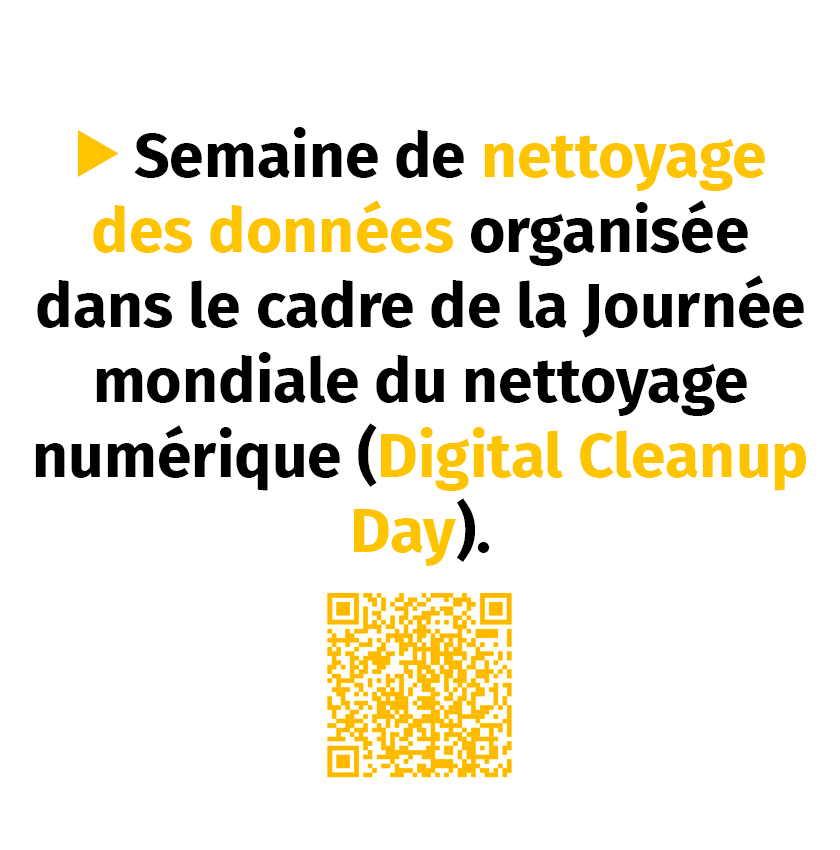 ▶ Semaine de nettoyage
des données organisée
dans le cadre de la Journée
mondiale du nettoyage
numérique (Digital Cleanup
Day).